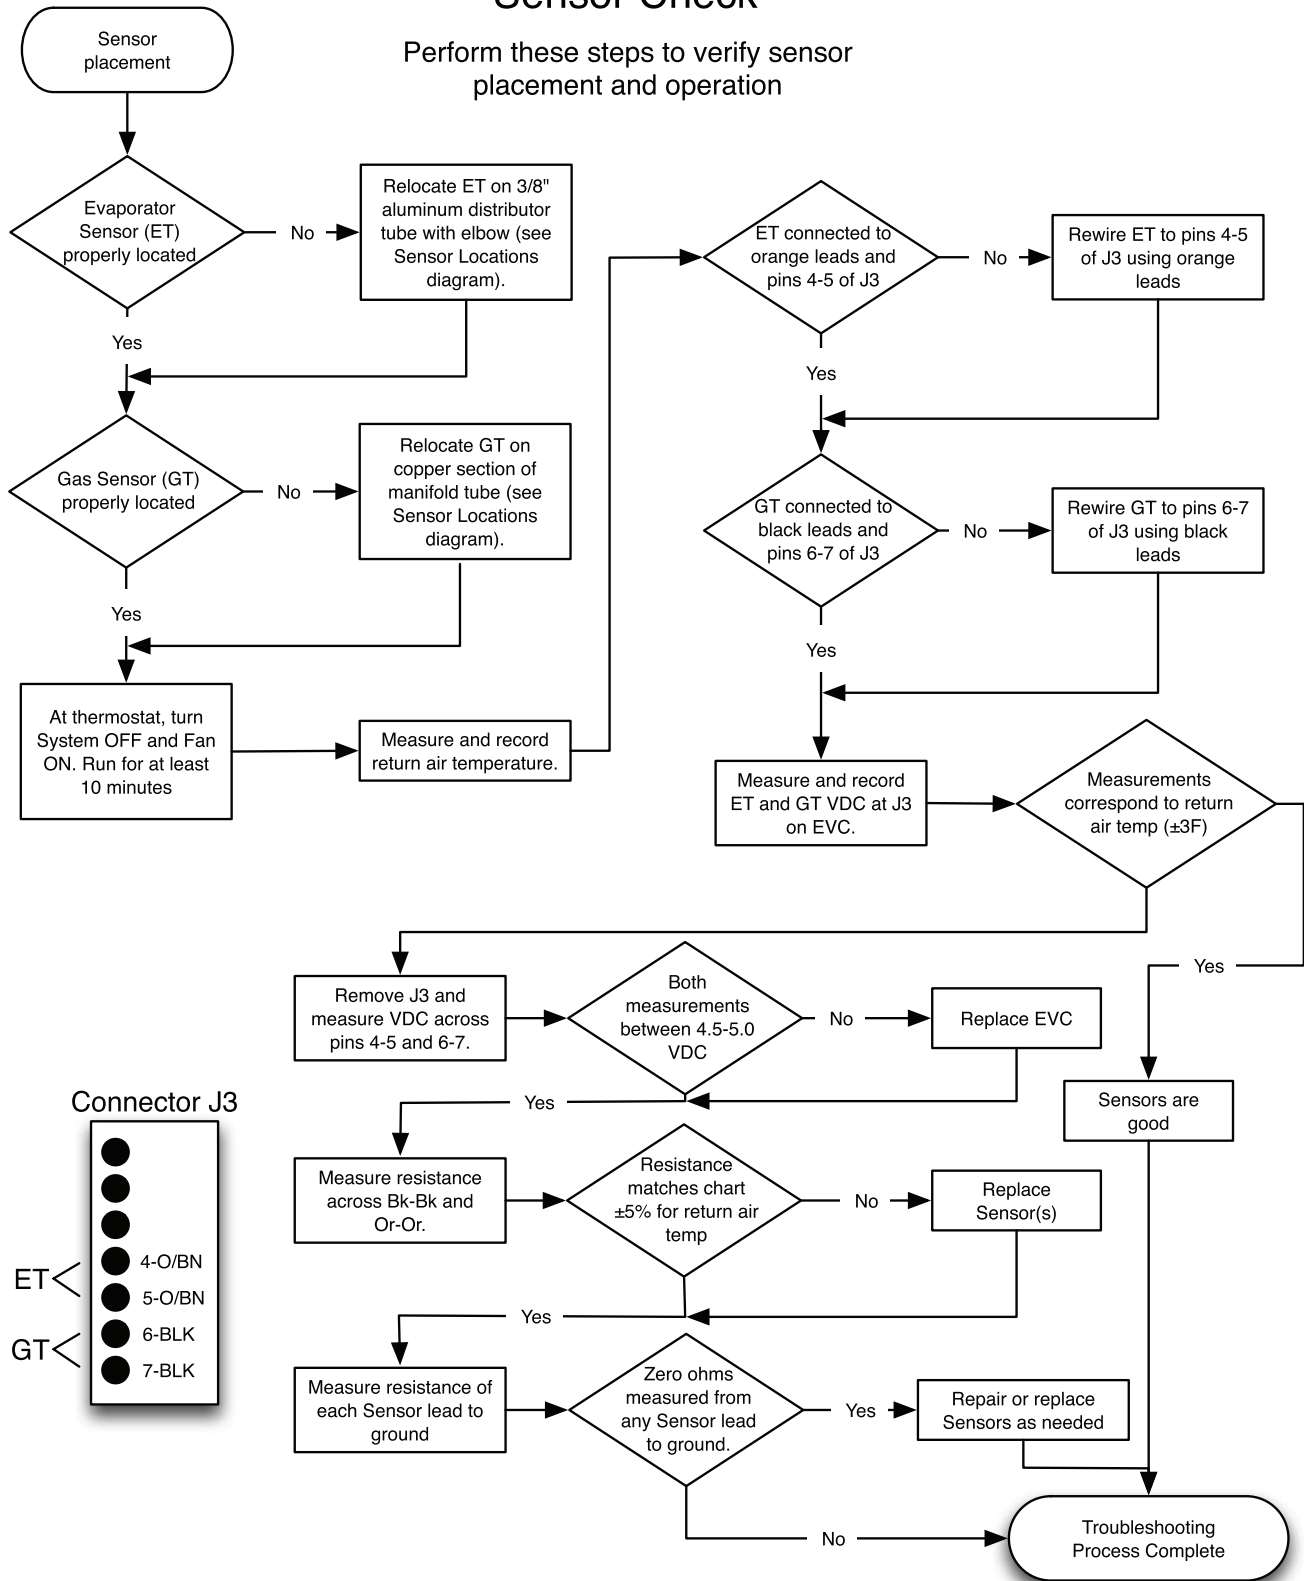 Sensor Check
Perform these steps to verify sensor
placement and operation
Sensor
placement
Evaporator
Sensor (ET)
properly located
No
Relocate ET on 3/8"
aluminum distributor
tube with elbow (see
Sensor Locations
diagram).
Yes
Gas Sensor (GT)
properly located
No
Relocate GT on
copper section of
manifold tube (see
Sensor Locations
diagram).
Yes
At thermostat, turn
System OFF and Fan
ON. Run for at least
10 minutes
Measure and record
return air temperature.
ET connected to
orange leads and
pins 4-5 of J3
No
Rewire ET to pins 4-5
of J3 using orange
leads
Yes
GT connected to
black leads and
pins 6-7 of J3
No
Rewire GT to pins 6-7
of J3 using black
leads
Yes
Measure and record
ET and GT VDC at J3
on EVC.
Measurements
correspond to return
air temp (±3F)
Yes
Sensors are
good
Remove J3 and
measure VDC across
pins 4-5 and 6-7.
Both
measurements
between 4.5-5.0
VDC
No
Replace EVC
Yes
Measure resistance
across Bk-Bk and
Or-Or.
Resistance
matches chart
±5% for return air
temp
No
Replace
Sensor(s)
Yes
Measure resistance of
each Sensor lead to
ground
Zero ohms
measured from
any Sensor lead
to ground.
Yes
Repair or replace
Sensors as needed
No
Troubleshooting
Process Complete
Connector J3
ET
4-O/BN
5-O/BN
GT
6-BLK
7-BLK